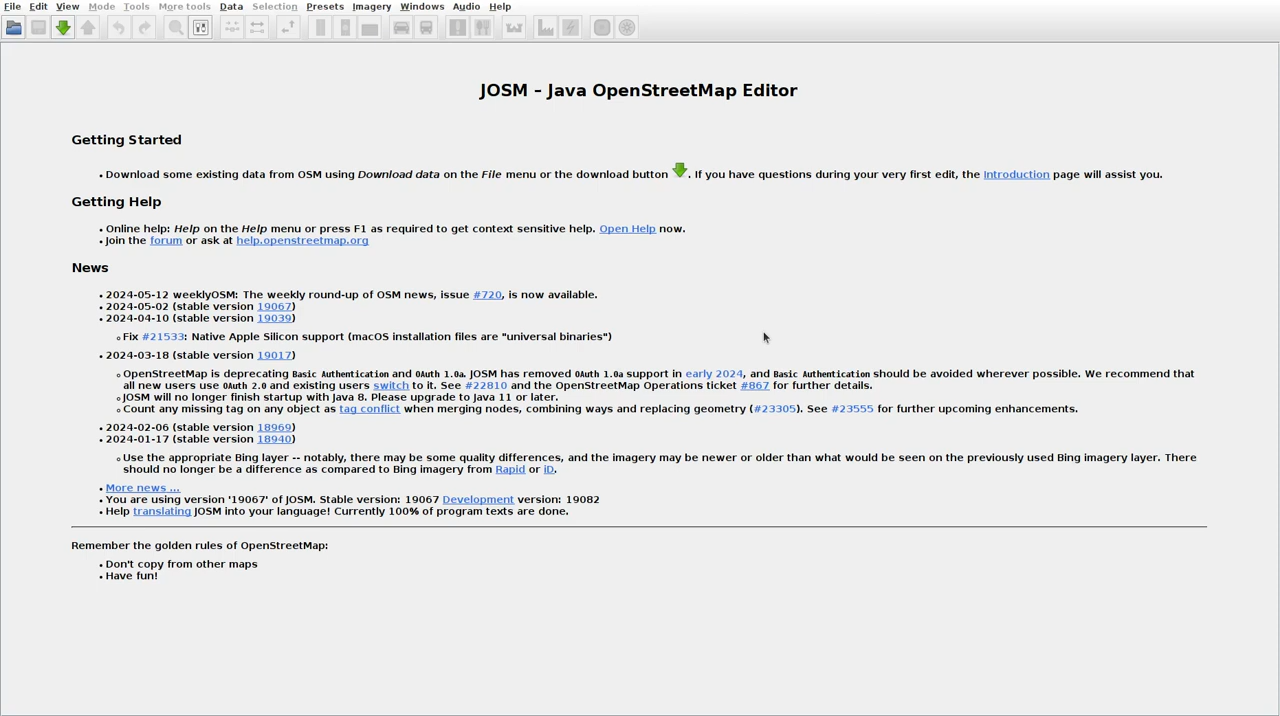 File Edit View Mode Tools More tools Data Selection Presets Imagery Windows Audio Help
JOSM – Java OpenStreetMap Editor
Getting Started
• Download some existing data from OSM using Download data on the File menu or the download button . If you have questions during your very first edit, the Introduction page will assist you.
Getting Help
• Online help: Help on the Help menu or press F1 as required to get context sensitive help. Open Help now.
• Join the forum or ask at help.openstreetmap.org
News
• 2024-05-12 weeklyOSM: The weekly round-up of OSM news, issue #720, is now available.
• 2024-05-02 (stable version 19067)
• 2024-04-10 (stable version 19039)
Fix #21533: Native Apple Silicon support (macOS installation files are "universal binaries")
• 2024-03-18 (stable version 19017)
OpenStreetMap is deprecating Basic Authentication and OAuth 1.0a. JOSM has removed OAuth 1.0a support in early 2024, and Basic Authentication should be avoided wherever possible. We recommend that
all new users use OAuth 2.0 and existing users switch to it. See #22810 and the OpenStreetMap Operations ticket #867 for further details.
JOSM will no longer finish startup with Java 8. Please upgrade to Java 11 or later.
Count any missing tag on any object as tag conflict when merging nodes, combining ways and replacing geometry (#23305). See #23555 for further upcoming enhancements.
• 2024-02-06 (stable version 18969)
• 2024-01-17 (stable version 18940)
Use the appropriate Bing layer -- notably, there may be some quality differences, and the imagery may be newer or older than what would be seen on the previously used Bing imagery layer. There
should no longer be a difference as compared to Bing imagery from Rapid or iD.
• More news ...
• You are using version '19067' of JOSM. Stable version: 19067 Development version: 19082
• Help translating JOSM into your language! Currently 100% of program texts are done.
Remember the golden rules of OpenStreetMap:
• Don't copy from other maps
• Have fun!